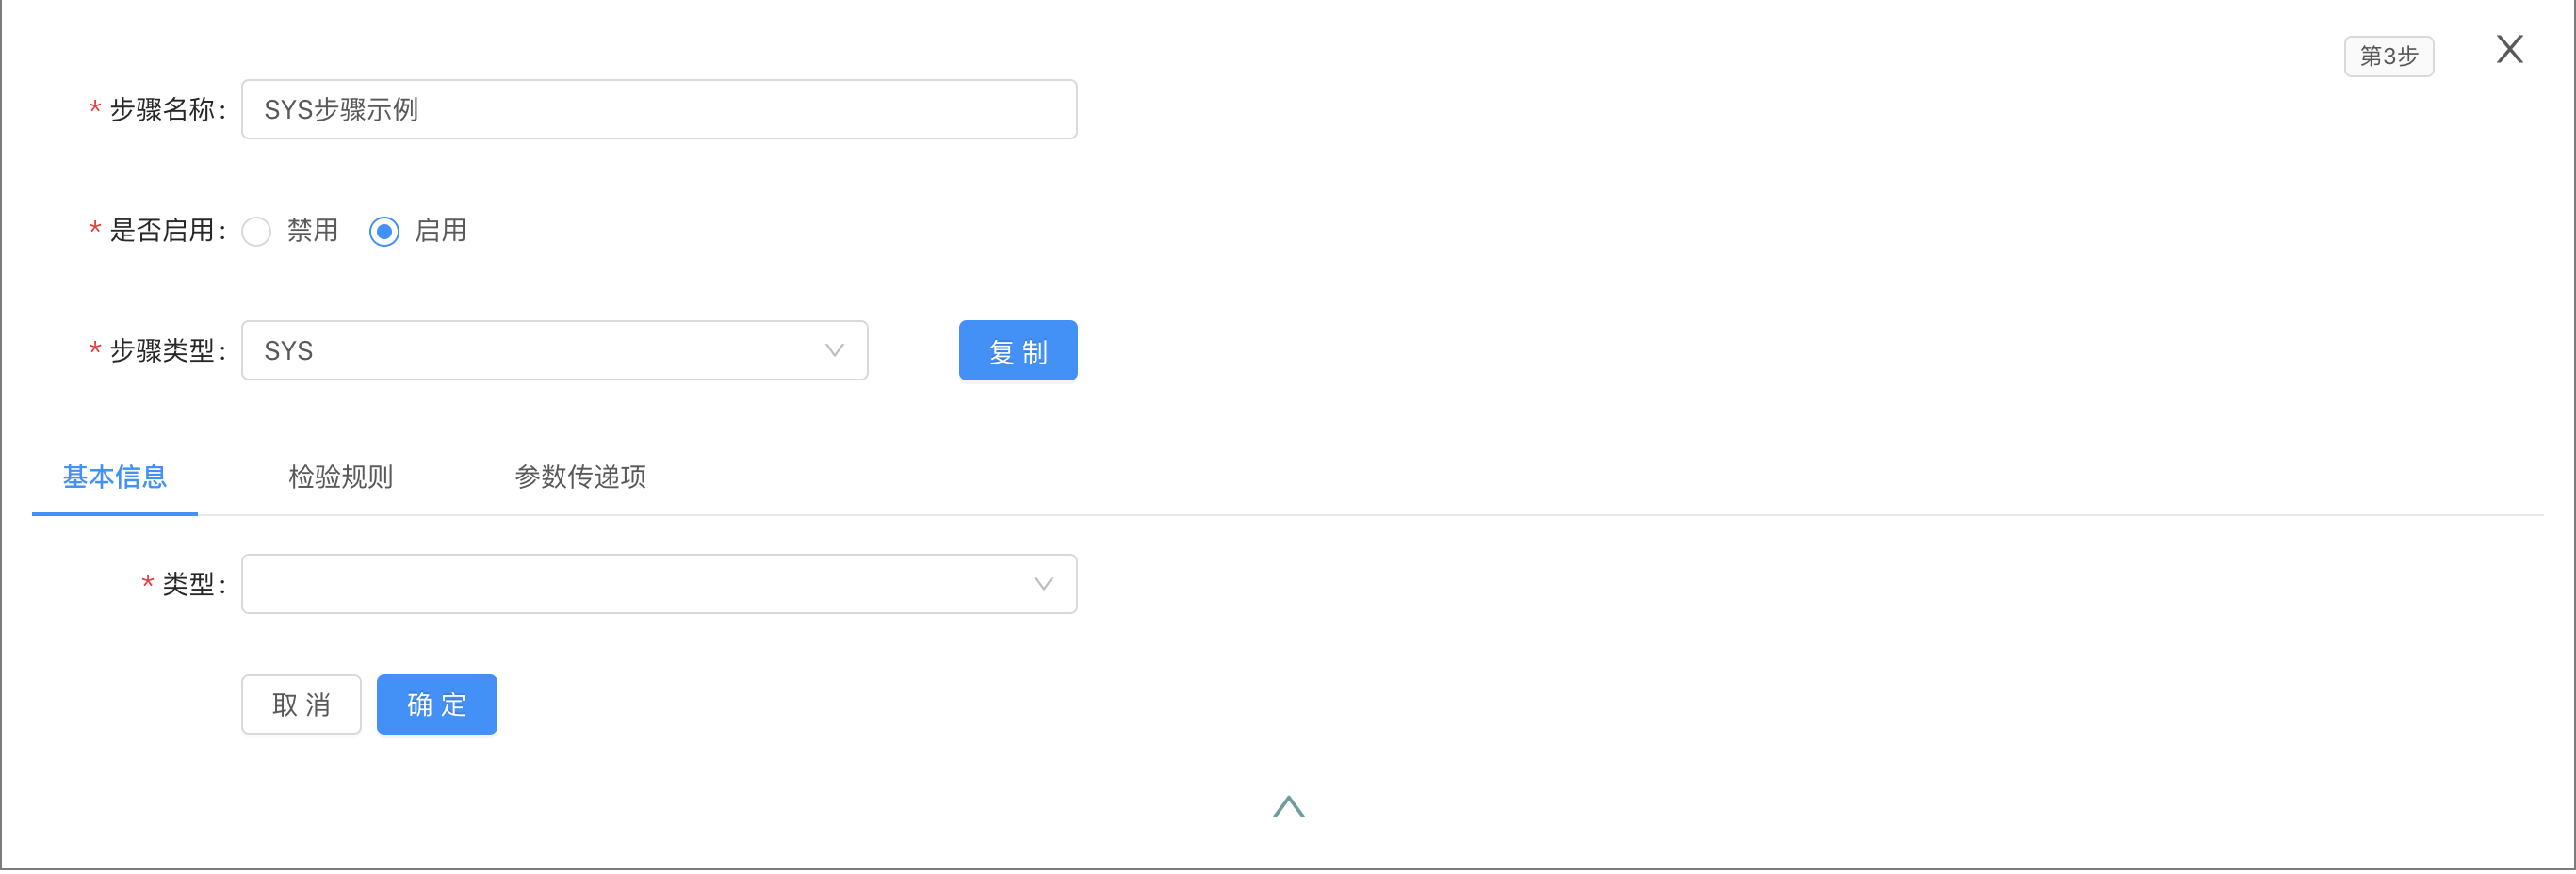 第3步
* 步骤名称: SYS步骤示例
* 是否启用: 禁用 启用
* 步骤类型: SYS 复制
基本信息 检验规则 参数传递项
* 类型:
取消 确定